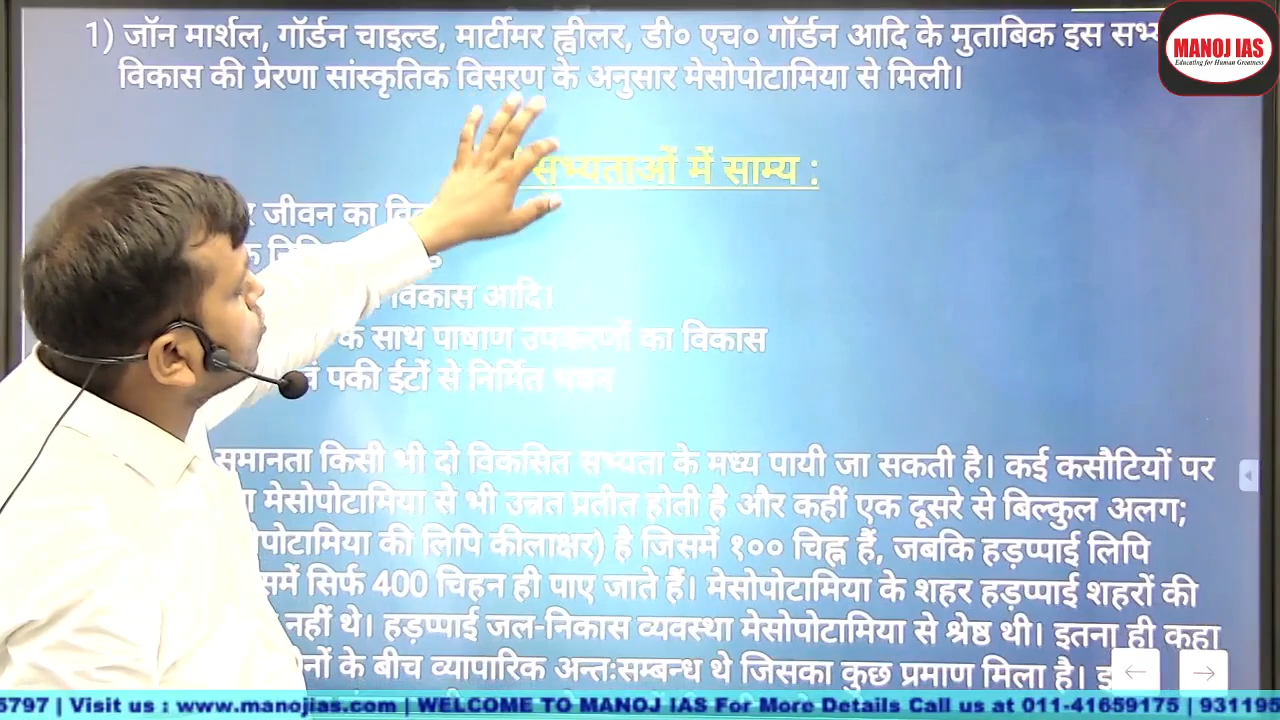 1) जॉन मार्शल, गॉर्डन चाइल्ड, मार्टीमर ह्वीलर, डी० एच० गॉर्डन आदि के मुताबिक इस
विकास की प्रेरणा सांस्कृतिक विसरण के अनुसार मेसोपोटामिया से मिली।
सभ्यताओं में साम्य :
जीवन का
विकास आदि।
के साथ पाषाण उपकरणों का विकास
पकी ईटों से निर्मित भवन
समानता किसी भी दो विकसित सभ्यता के मध्य पायी जा सकती है। कई कसौटियों पर
मेसोपोटामिया से भी उन्नत प्रतीत होती है और कहीं एक दूसरे से बिल्कुल अलग;
की लिपि कीलाक्षर) है जिसमें १०० चिह्न हैं, जबकि हड़प्पाई लिपि
सिर्फ 400 चिहन ही पाए जाते हैं। मेसोपोटामिया के शहर हड़प्पाई शहरों की
नहीं थे। हड़प्पाई जल-निकास व्यवस्था मेसोपोटामिया से श्रेष्ठ थी। इतना ही कहा
के बीच व्यापारिक अन्तःसम्बन्ध थे जिसका कुछ प्रमाण मिला है।
MANOJ IAS
Educating for Human Greatness
5797 | Visit us : www.manojias.com | WELCOME TO MANOJ IAS For More Details Call us at 011-41659175 | 931195